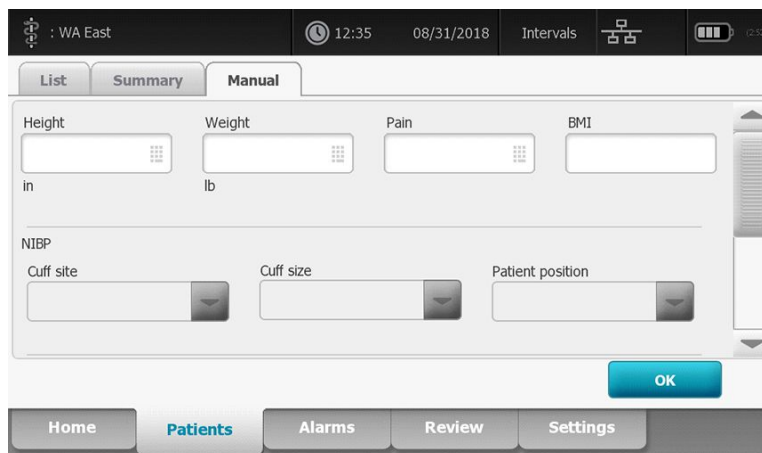 : WA East 12:35 08/31/2018 Intervals
List Summary Manual
Height Weight Pain BMI
in lb
NIBP
Cuff site Cuff size Patient position
OK
Home Patients Alarms Review Settings